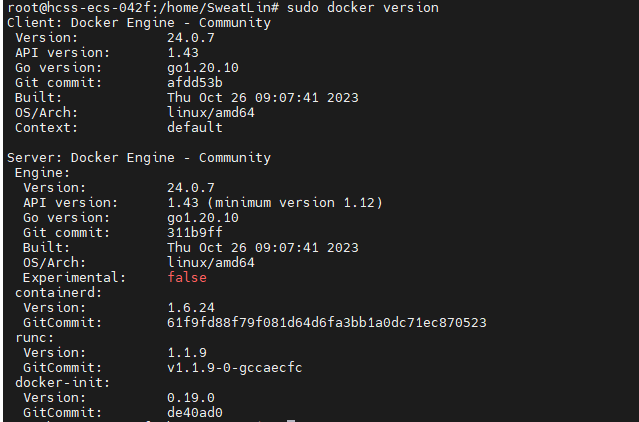 root@hcss-ecs-042f:/home/SweatLin# sudo docker version
Client: Docker Engine - Community
Version: 24.0.7
API version: 1.43
Go version: go1.20.10
Git commit: afdd53b
Built: Thu Oct 26 09:07:41 2023
OS/Arch: linux/amd64
Context: default
Server: Docker Engine - Community
Engine:
Version: 24.0.7
API version: 1.43 (minimum version 1.12)
Go version: go1.20.10
Git commit: 311b9ff
Built: Thu Oct 26 09:07:41 2023
OS/Arch: linux/amd64
Experimental: false
containerd:
Version: 1.6.24
GitCommit: 61f9fd88f79f081d64d6fa3bb1a0dc71ec870523
runc:
Version: 1.1.9
GitCommit: v1.1.9-0-gccaecfc
docker-init:
Version: 0.19.0
GitCommit: de40ad0